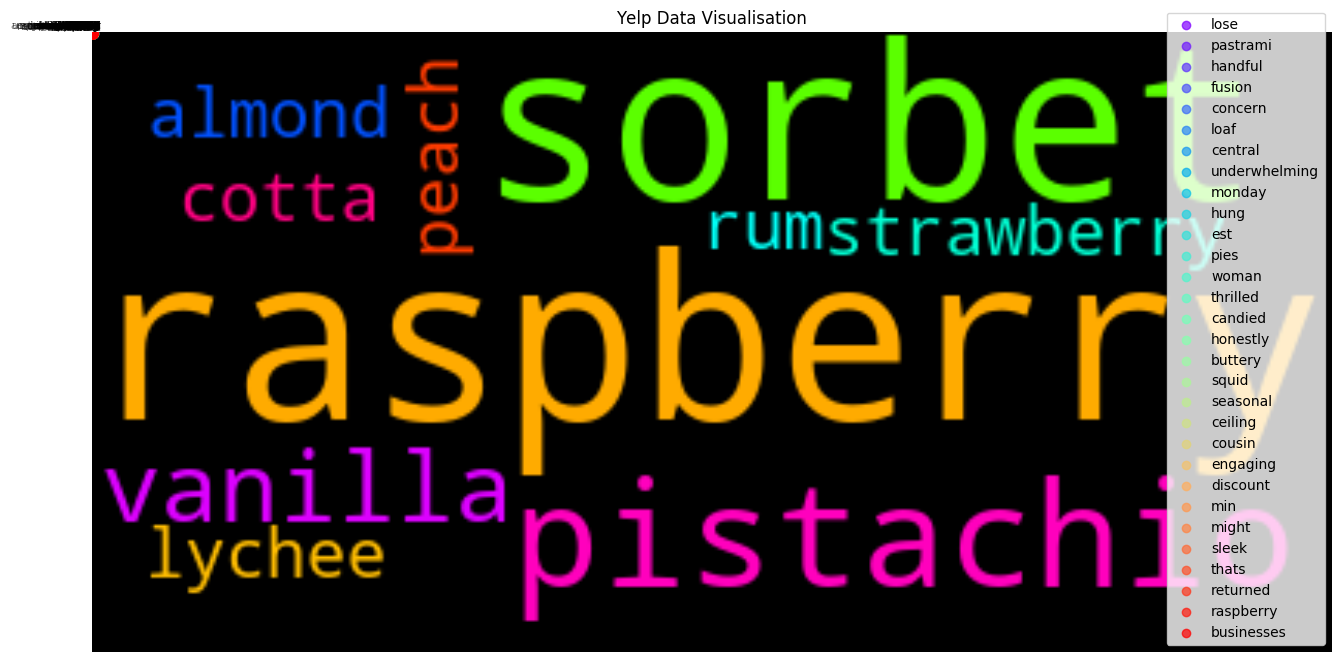 Yelp Data Visualisation
sorbet
almond
peach
cotta
rum
strawberry
raspberry
vanilla
pistachio
lychee
lose
pastrami
handful
fusion
concern
loaf
central
underwhelming
monday
hung
est
pies
woman
thrilled
candied
honestly
buttery
squid
seasonal
ceiling
cousin
engaging
discount
min
might
sleek
thats
returned
raspberry
businesses